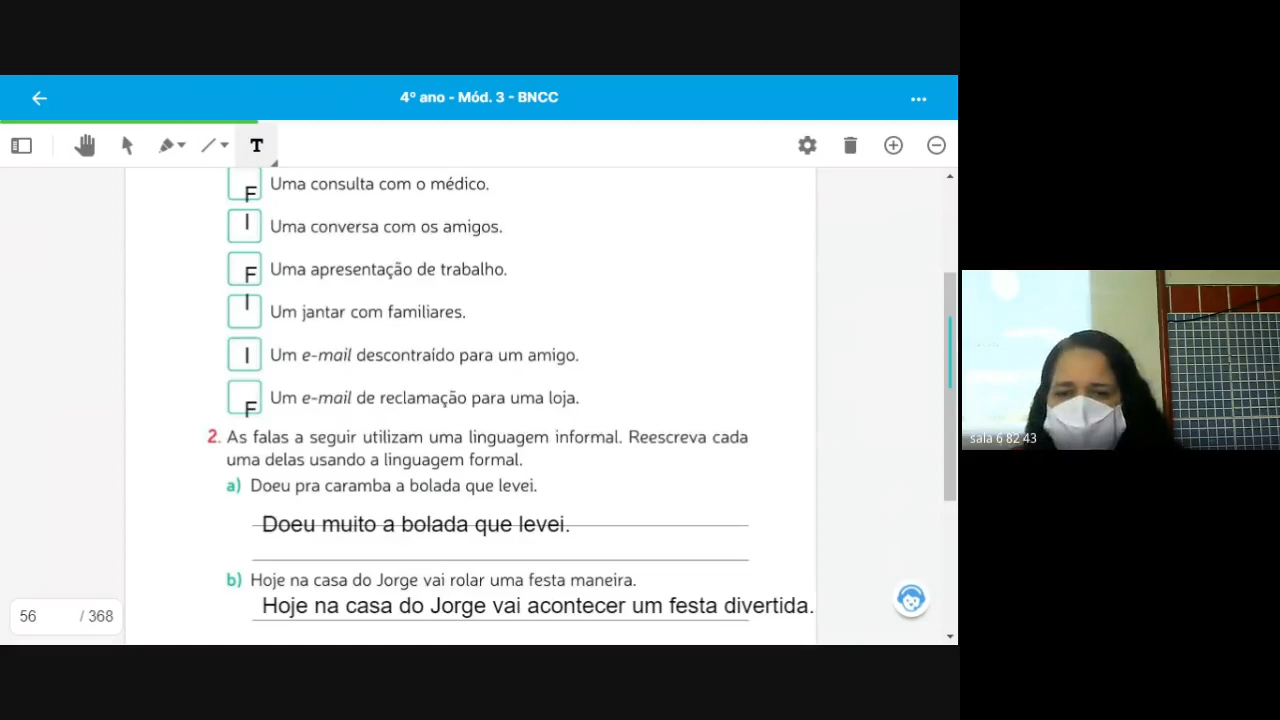 4º ano - Mód. 3 - BNCC
T
F Uma consulta com o médico.
I Uma conversa com os amigos.
F Uma apresentação de trabalho.
I Um jantar com familiares.
I Um e-mail descontraído para um amigo.
F Um e-mail de reclamação para uma loja.
2. As falas a seguir utilizam uma linguagem informal. Reescreva cada
uma delas usando a linguagem formal.
a) Doeu pra caramba a bolada que levei.
Doeu muito a bolada que levei.
b) Hoje na casa do Jorge vai rolar uma festa maneira.
Hoje na casa do Jorge vai acontecer um festa divertida.
56 / 368
sala 6 82 43